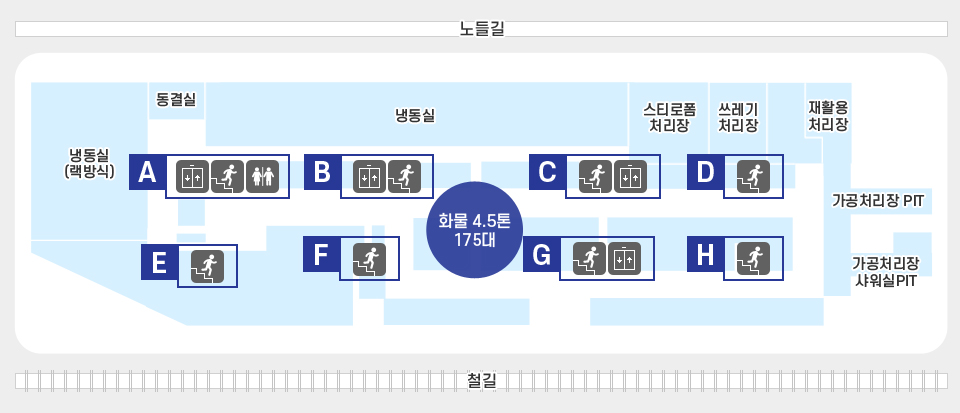 노들길
동결실
냉동실
스티로폼
처리장
쓰레기
처리장
재활용
처리장
냉동실
(랙방식)
A
B
C
D
가공처리장 PIT
화물 4.5톤
175대
E
F
G
H
가공처리장
샤워실PIT
철길